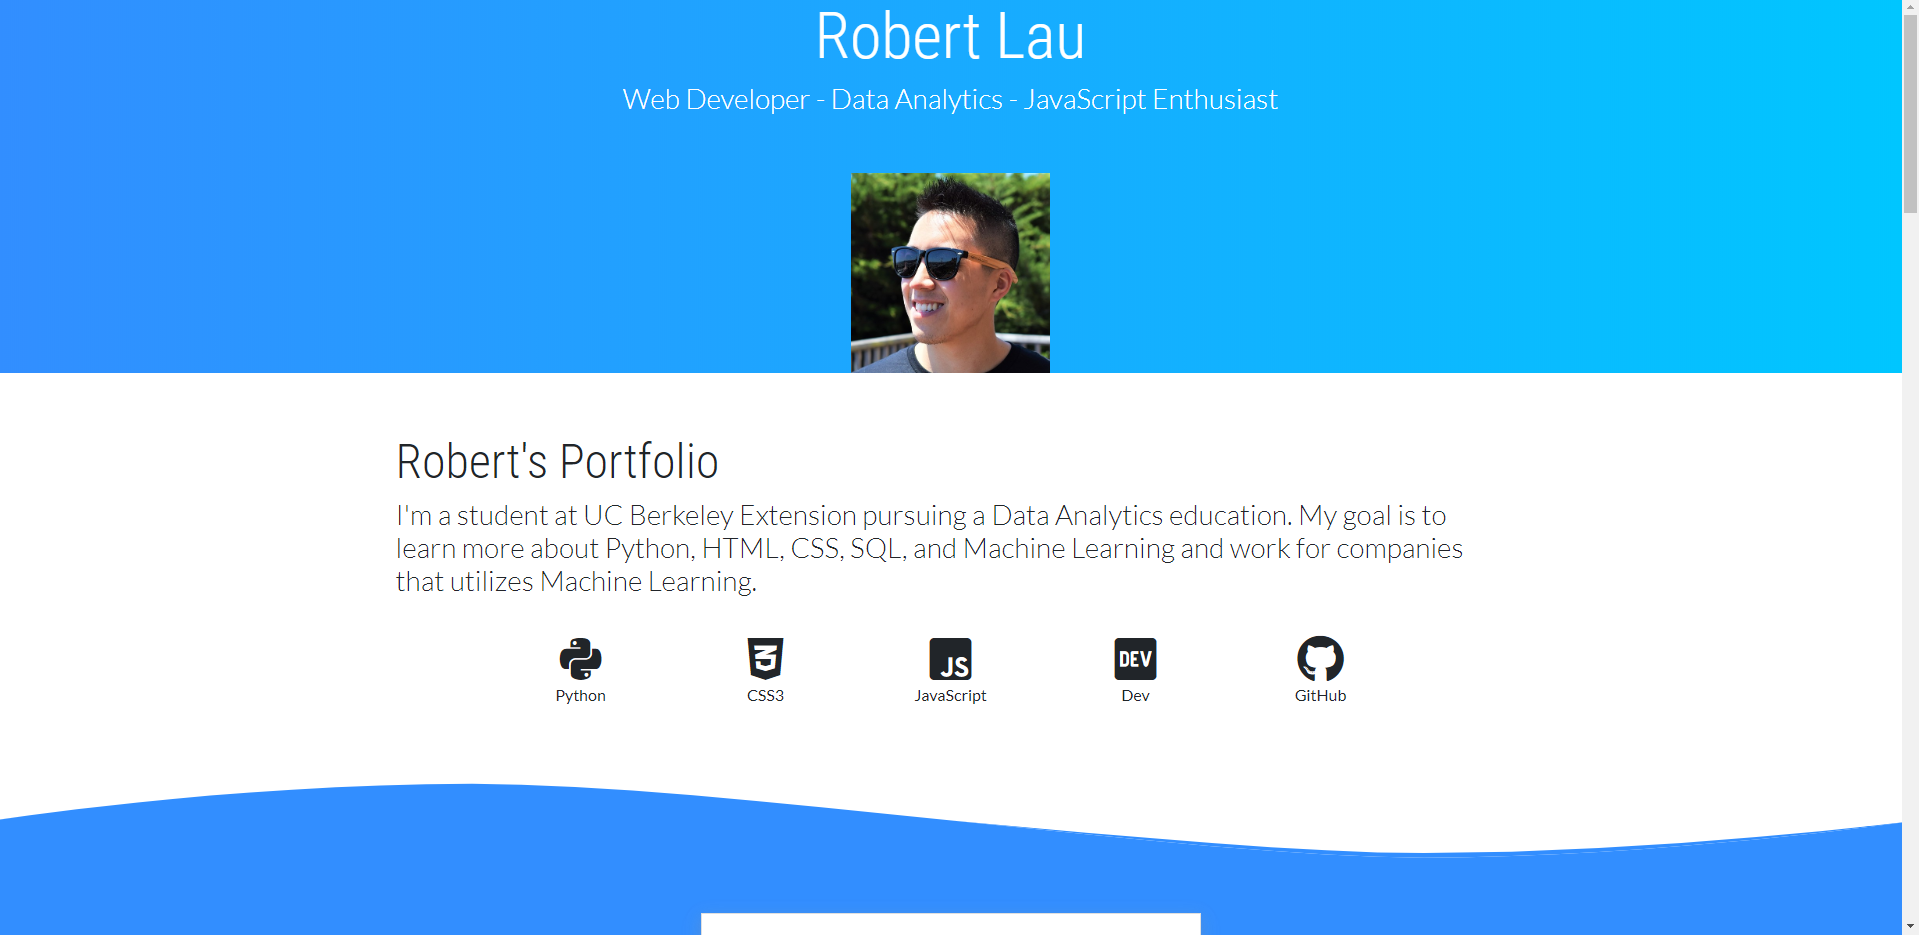 Robert Lau
Web Developer - Data Analytics - JavaScript Enthusiast
Robert's Portfolio
I'm a student at UC Berkeley Extension pursuing a Data Analytics education. My goal is to
learn more about Python, HTML, CSS, SQL, and Machine Learning and work for companies
that utilizes Machine Learning.
JS DEV
Python CSS3 JavaScript Dev GitHub